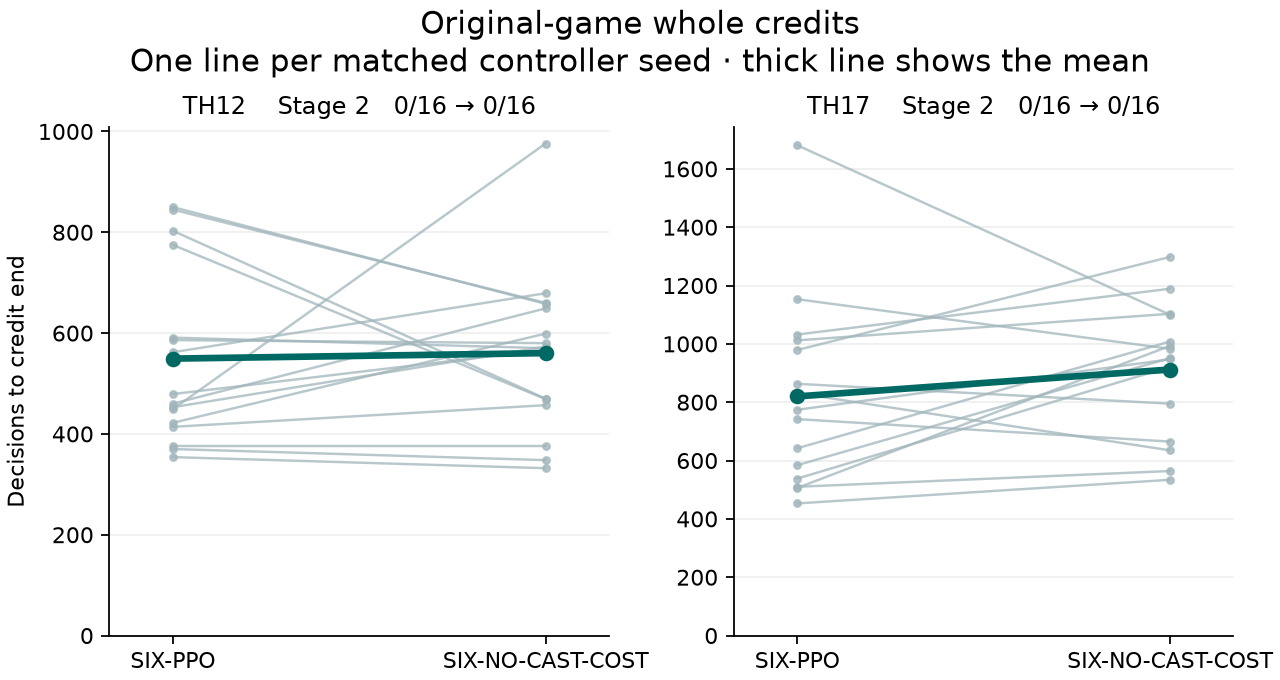 Original-game whole credits
One line per matched controller seed · thick line shows the mean
TH12 Stage 2 0/16 → 0/16
Decisions to credit end
1000
800
600
400
200
0
SIX-PPO
SIX-NO-CAST-COST
TH17 Stage 2 0/16 → 0/16
1600
1400
1200
1000
800
600
400
200
0
SIX-PPO
SIX-NO-CAST-COST